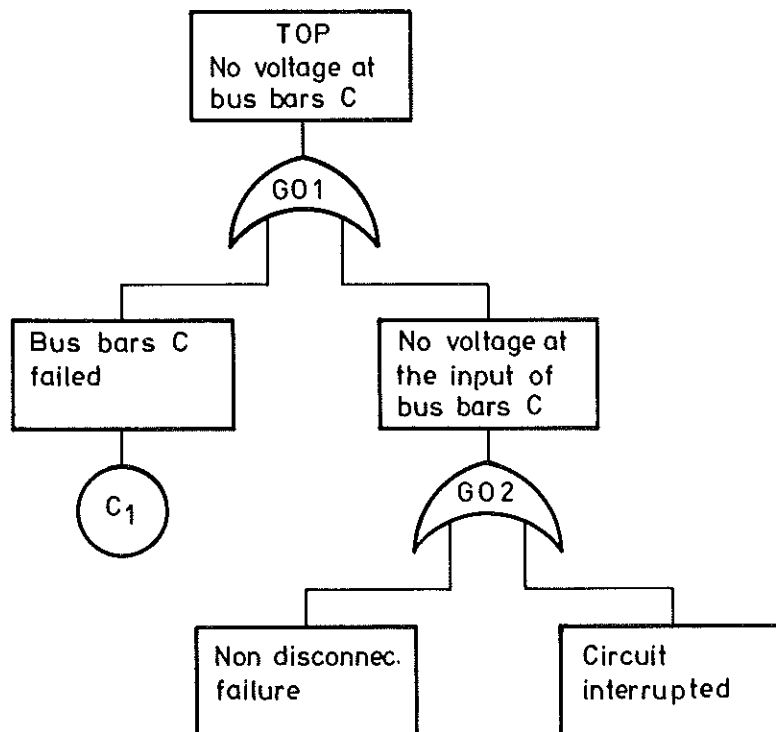 TOP
No voltage at
bus bars C
GO1
Bus bars C
failed
No voltage at
the input of
bus bars C
C1
GO2
Non disconnec.
failure
Circuit
interrupted